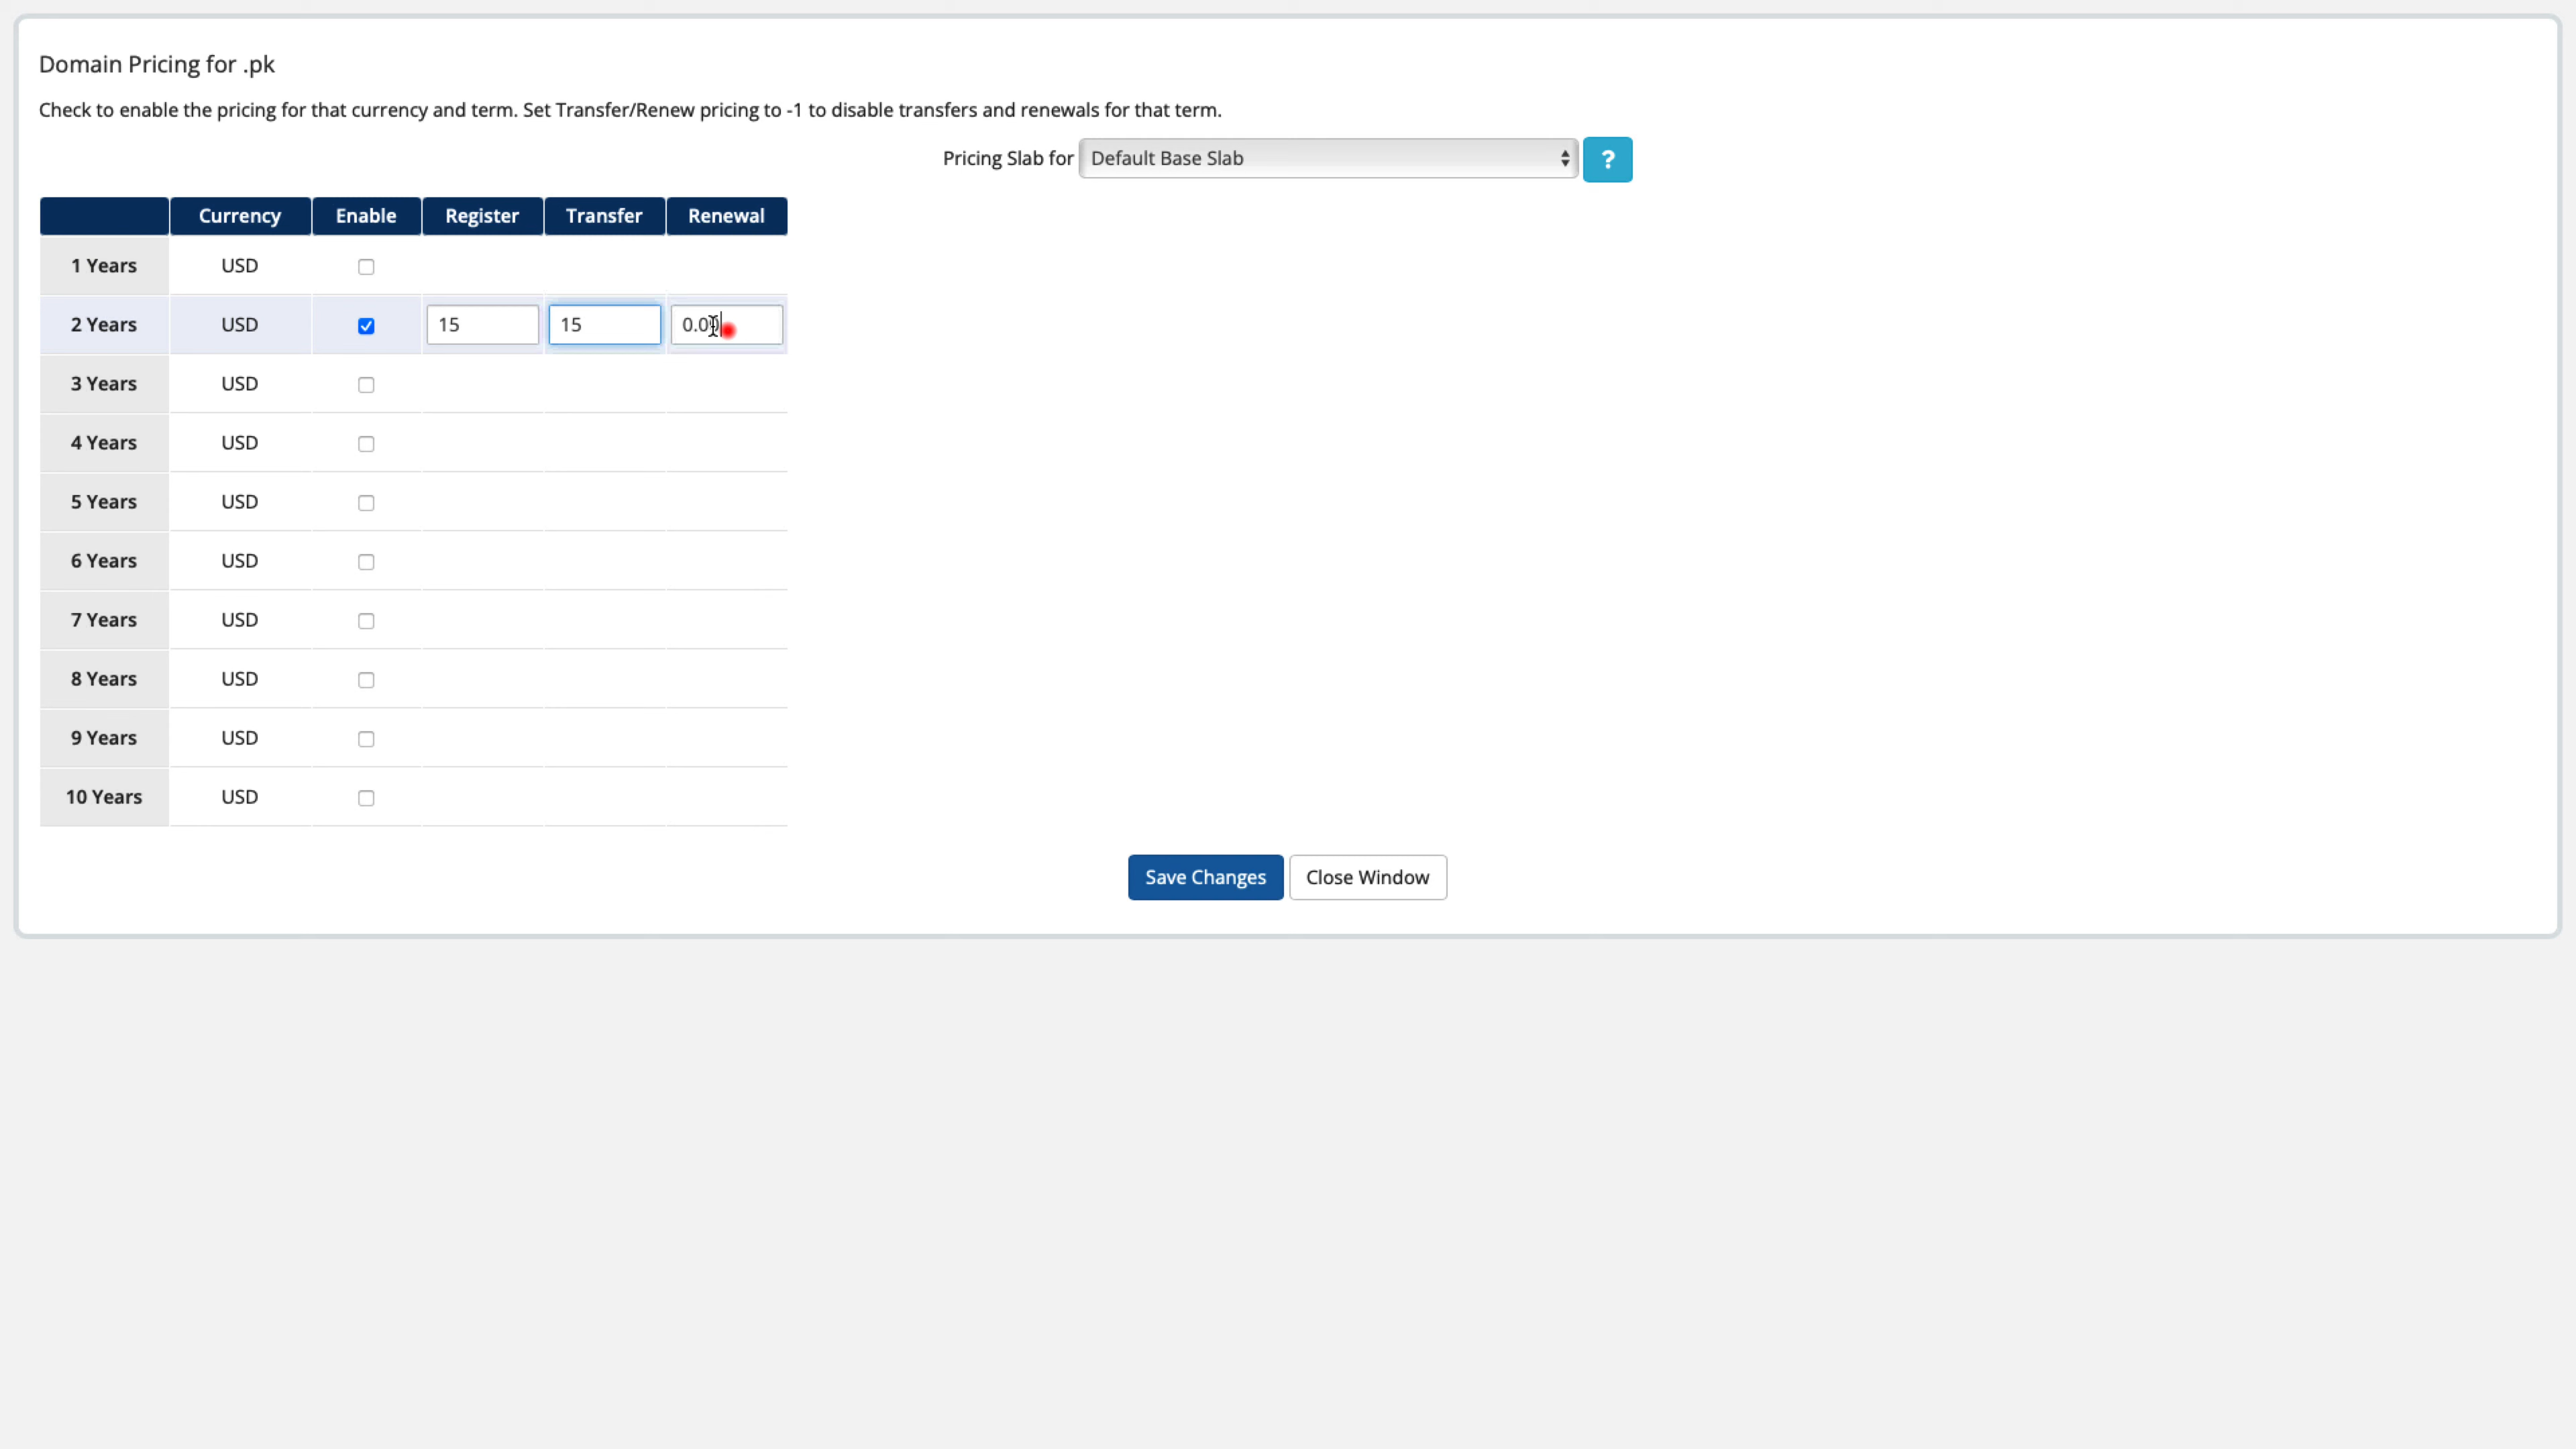 Domain Pricing for .pk
Check to enable the pricing for that currency and term. Set Transfer/Renew pricing to -1 to disable transfers and renewals for that term.
Pricing Slab for Default Base Slab ?
Currency Enable Register Transfer Renewal
1 Years USD
2 Years USD 15 15 0.00
3 Years USD
4 Years USD
5 Years USD
6 Years USD
7 Years USD
8 Years USD
9 Years USD
10 Years USD
Save Changes Close Window